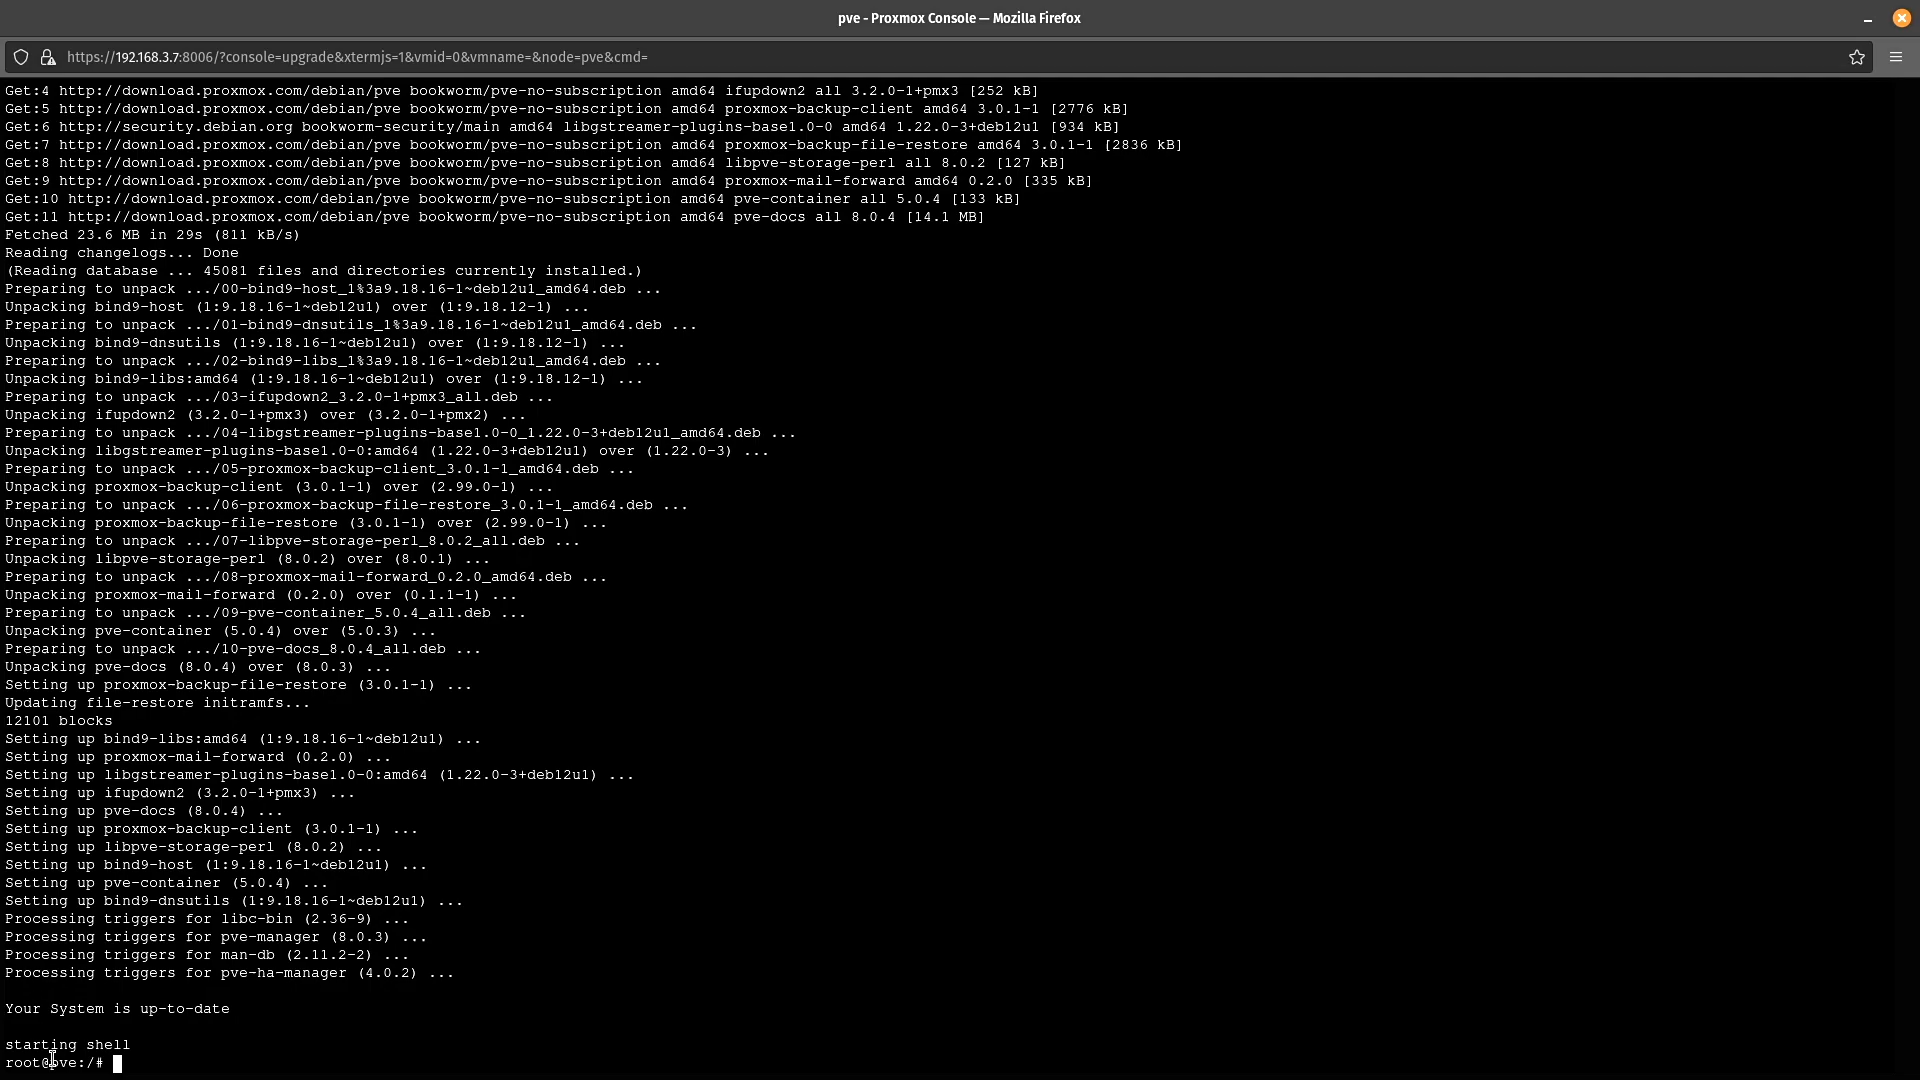 pve - Proxmox Console — Mozilla Firefox
https://192.168.3.7:8006/?console=upgrade&xtermjs=1&vmid=0&vmname=&node=pve&cmd=
Get:4 http://download.proxmox.com/debian/pve bookworm/pve-no-subscription amd64 ifupdown2 all 3.2.0-1+pmx3 [252 kB]
Get:5 http://download.proxmox.com/debian/pve bookworm/pve-no-subscription amd64 proxmox-backup-client amd64 3.0.1-1 [2776 kB]
Get:6 http://security.debian.org bookworm-security/main amd64 libgstreamer-plugins-base1.0-0 amd64 1.22.0-3+deb12u1 [934 kB]
Get:7 http://download.proxmox.com/debian/pve bookworm/pve-no-subscription amd64 proxmox-backup-file-restore amd64 3.0.1-1 [2836 kB]
Get:8 http://download.proxmox.com/debian/pve bookworm/pve-no-subscription amd64 libpve-storage-perl all 8.0.2 [127 kB]
Get:9 http://download.proxmox.com/debian/pve bookworm/pve-no-subscription amd64 proxmox-mail-forward amd64 0.2.0 [335 kB]
Get:10 http://download.proxmox.com/debian/pve bookworm/pve-no-subscription amd64 pve-container all 5.0.4 [133 kB]
Get:11 http://download.proxmox.com/debian/pve bookworm/pve-no-subscription amd64 pve-docs all 8.0.4 [14.1 MB]
Fetched 23.6 MB in 29s (811 kB/s)
Reading changelogs... Done
(Reading database ... 45081 files and directories currently installed.)
Preparing to unpack .../00-bind9-host_1%3a9.18.16-1~deb12u1_amd64.deb ...
Unpacking bind9-host (1:9.18.16-1~deb12u1) over (1:9.18.12-1) ...
Preparing to unpack .../01-bind9-dnsutils_1%3a9.18.16-1~deb12u1_amd64.deb ...
Unpacking bind9-dnsutils (1:9.18.16-1~deb12u1) over (1:9.18.12-1) ...
Preparing to unpack .../02-bind9-libs_1%3a9.18.16-1~deb12u1_amd64.deb ...
Unpacking bind9-libs:amd64 (1:9.18.16-1~deb12u1) over (1:9.18.12-1) ...
Preparing to unpack .../03-ifupdown2_3.2.0-1+pmx3_all.deb ...
Unpacking ifupdown2 (3.2.0-1+pmx3) over (3.2.0-1+pmx2) ...
Preparing to unpack .../04-libgstreamer-plugins-base1.0-0_1.22.0-3+deb12u1_amd64.deb ...
Unpacking libgstreamer-plugins-base1.0-0:amd64 (1.22.0-3+deb12u1) over (1.22.0-3) ...
Preparing to unpack .../05-proxmox-backup-client_3.0.1-1_amd64.deb ...
Unpacking proxmox-backup-client (3.0.1-1) over (2.99.0-1) ...
Preparing to unpack .../06-proxmox-backup-file-restore_3.0.1-1_amd64.deb ...
Unpacking proxmox-backup-file-restore (3.0.1-1) over (2.99.0-1) ...
Preparing to unpack .../07-libpve-storage-perl_8.0.2_all.deb ...
Unpacking libpve-storage-perl (8.0.2) over (8.0.1) ...
Preparing to unpack .../08-proxmox-mail-forward_0.2.0_amd64.deb ...
Unpacking proxmox-mail-forward (0.2.0) over (0.1.1-1) ...
Preparing to unpack .../09-pve-container_5.0.4_all.deb ...
Unpacking pve-container (5.0.4) over (5.0.3) ...
Preparing to unpack .../10-pve-docs_8.0.4_all.deb ...
Unpacking pve-docs (8.0.4) over (8.0.3) ...
Setting up proxmox-backup-file-restore (3.0.1-1) ...
Updating file-restore initramfs...
12101 blocks
Setting up bind9-libs:amd64 (1:9.18.16-1~deb12u1) ...
Setting up proxmox-mail-forward (0.2.0) ...
Setting up libgstreamer-plugins-base1.0-0:amd64 (1.22.0-3+deb12u1) ...
Setting up ifupdown2 (3.2.0-1+pmx3) ...
Setting up pve-docs (8.0.4) ...
Setting up proxmox-backup-client (3.0.1-1) ...
Setting up libpve-storage-perl (8.0.2) ...
Setting up bind9-host (1:9.18.16-1~deb12u1) ...
Setting up pve-container (5.0.4) ...
Setting up bind9-dnsutils (1:9.18.16-1~deb12u1) ...
Processing triggers for libc-bin (2.36-9) ...
Processing triggers for pve-manager (8.0.3) ...
Processing triggers for man-db (2.11.2-2) ...
Processing triggers for pve-ha-manager (4.0.2) ...
Your System is up-to-date
starting shell
root@pve:/#